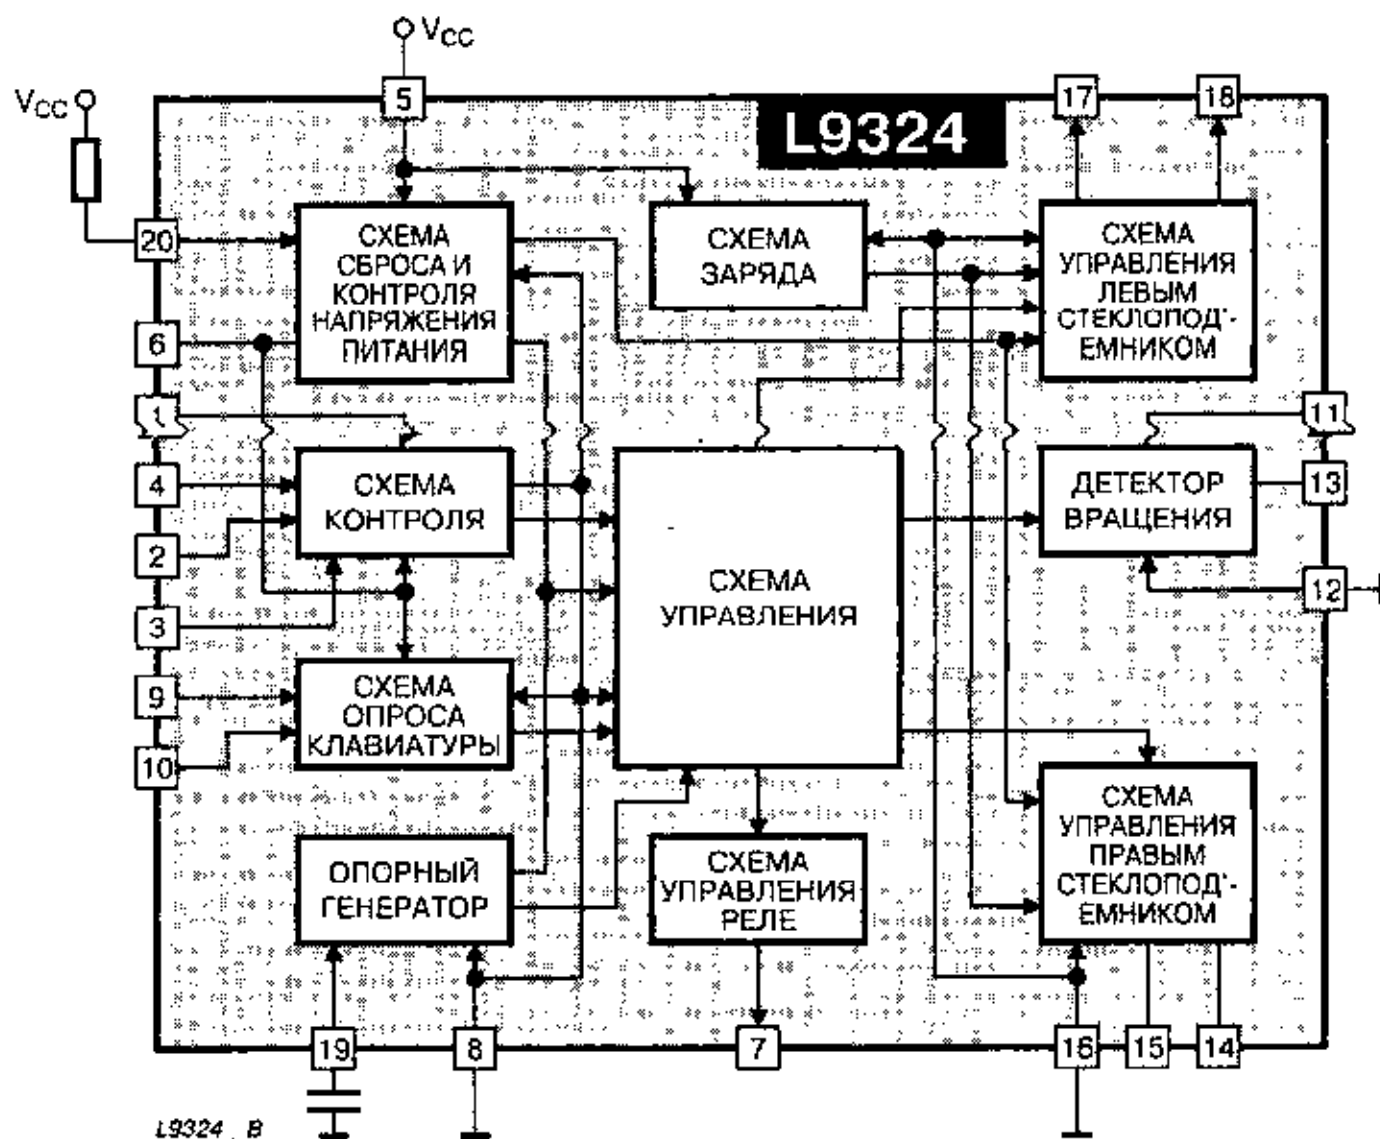 VCC
VCC
5
17
18
L9324
20
СХЕМА
СБРОСА И
КОНТРОЛЯ
НАПРЯЖЕНИЯ
ПИТАНИЯ
СХЕМА
ЗАРЯДА
СХЕМА
УПРАВЛЕНИЯ
ЛЕВЫМ
СТЕКЛОПОД'-
ЕМНИКОМ
6
1
11
4
СХЕМА
КОНТРОЛЯ
ДЕТЕКТОР
ВРАЩЕНИЯ
13
2
СХЕМА
УПРАВЛЕНИЯ
12
3
9
СХЕМА
ОПРОСА
КЛАВИАТУРЫ
10
ОПОРНЫЙ
ГЕНЕРАТОР
СХЕМА
УПРАВЛЕНИЯ
РЕЛЕ
СХЕМА
УПРАВЛЕНИЯ
ПРАВЫМ
СТЕКЛОПОД'-
ЕМНИКОМ
19
8
7
16
15
14
L9324_B